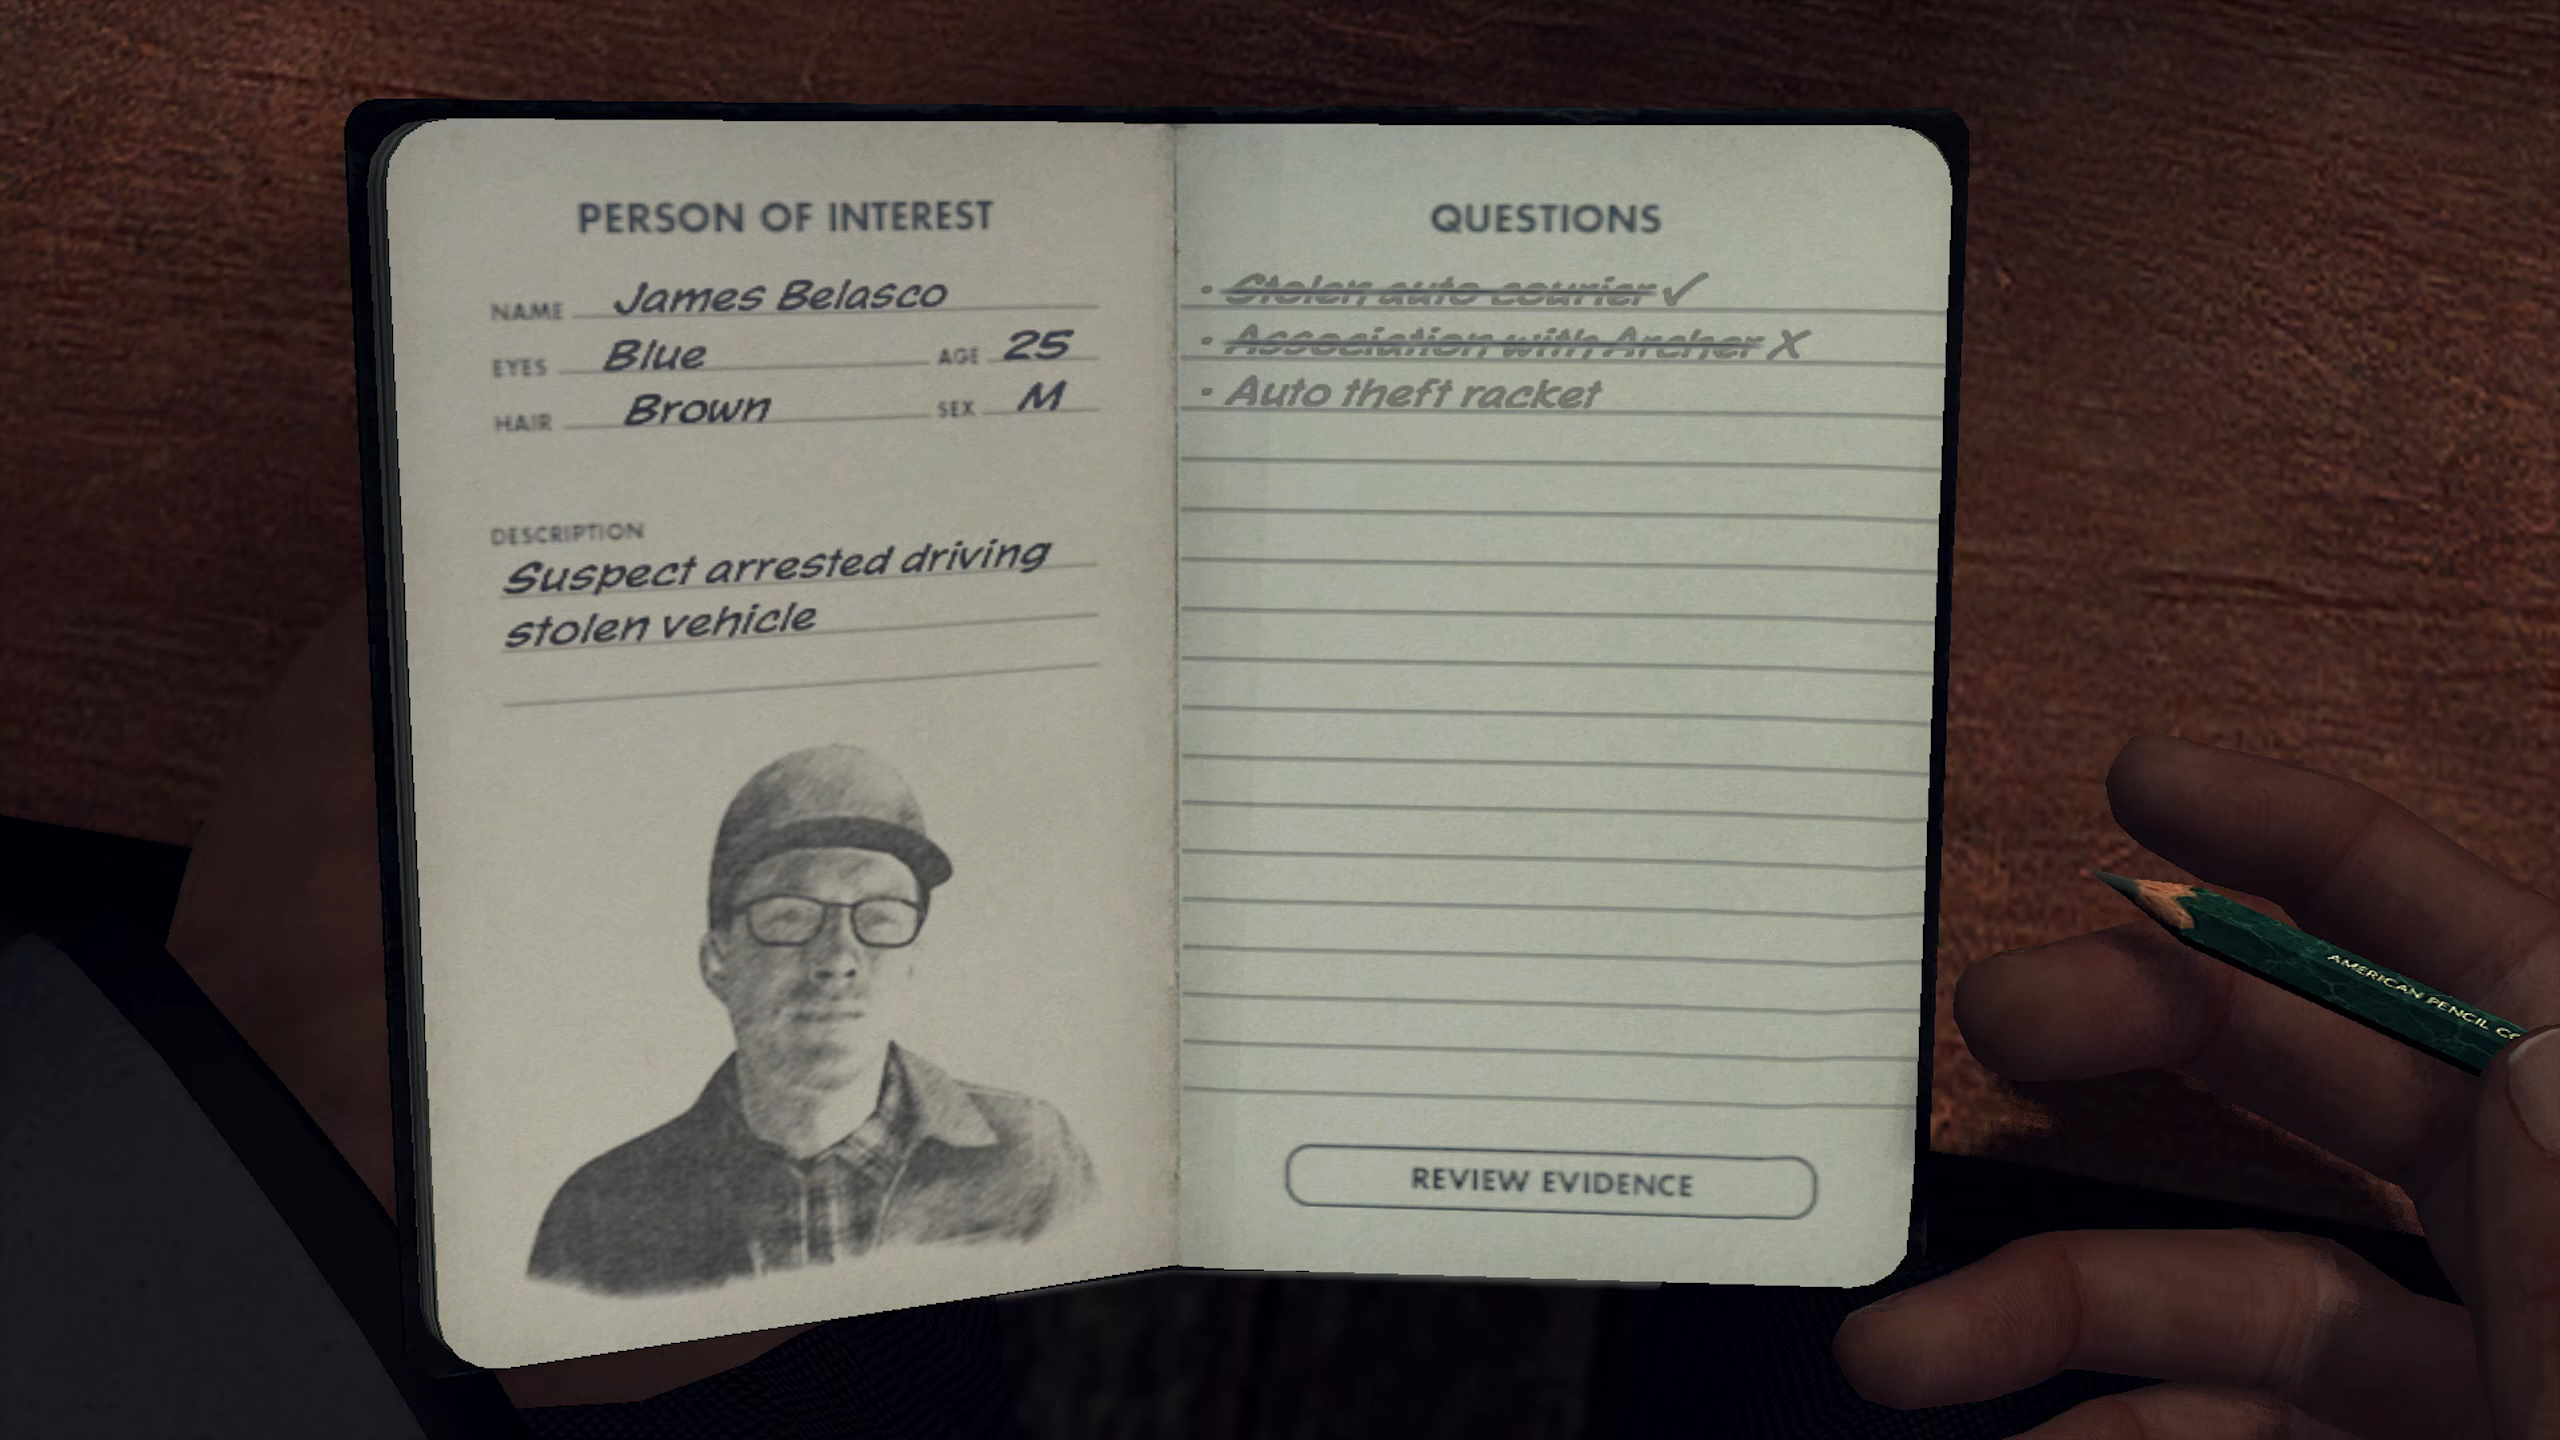 PERSON OF INTEREST
NAME James Belasco
EYES Blue AGE 25
HAIR Brown SEX M
DESCRIPTION
Suspect arrested driving
stolen vehicle
QUESTIONS
• Stolen auto courier ✓
• Association with Archer X
• Auto theft racket
REVIEW EVIDENCE
AMERICAN PENCIL CO